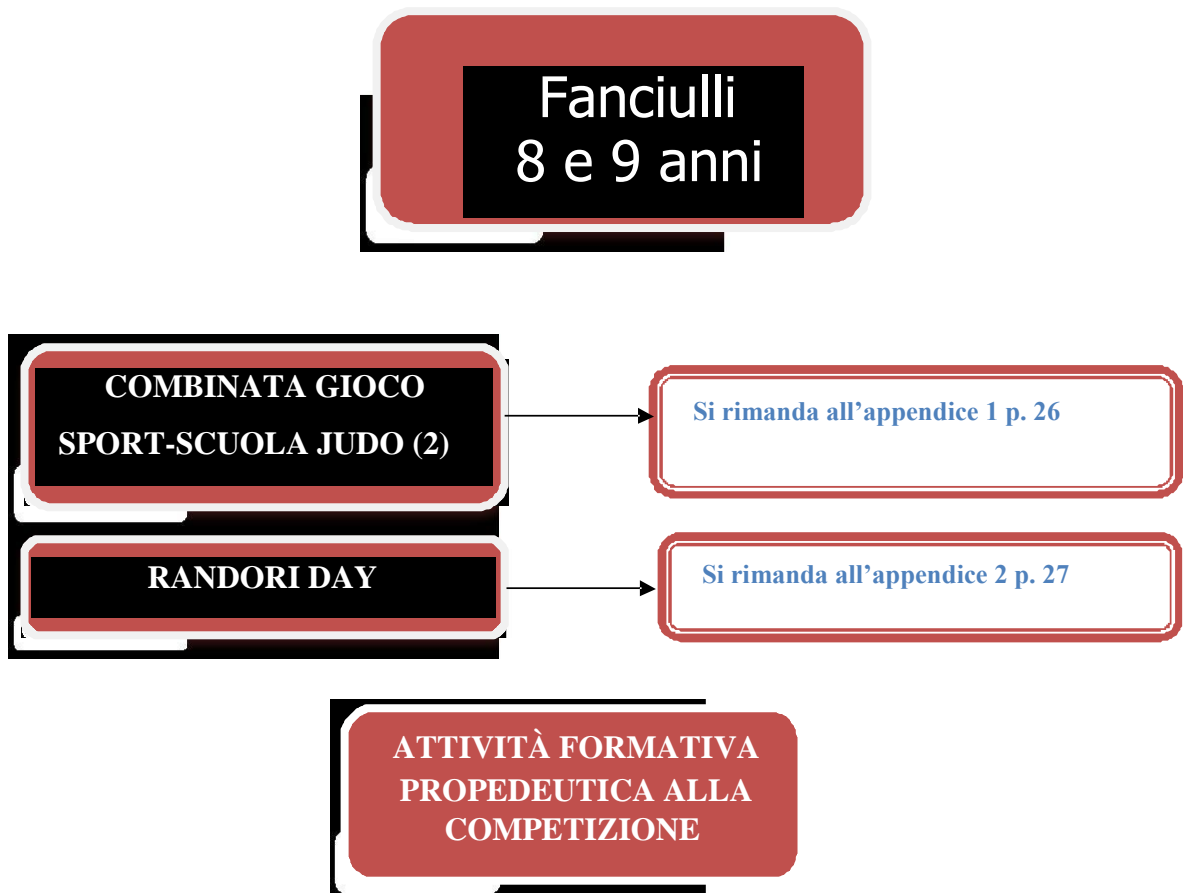 Fanciulli
8 e 9 anni
COMBINATA GIOCO
SPORT-SCUOLA JUDO (2)
Si rimanda all’appendice 1 p. 26
RANDORI DAY
Si rimanda all’appendice 2 p. 27
ATTIVITÀ FORMATIVA
PROPEDEUTICA ALLA
COMPETIZIONE